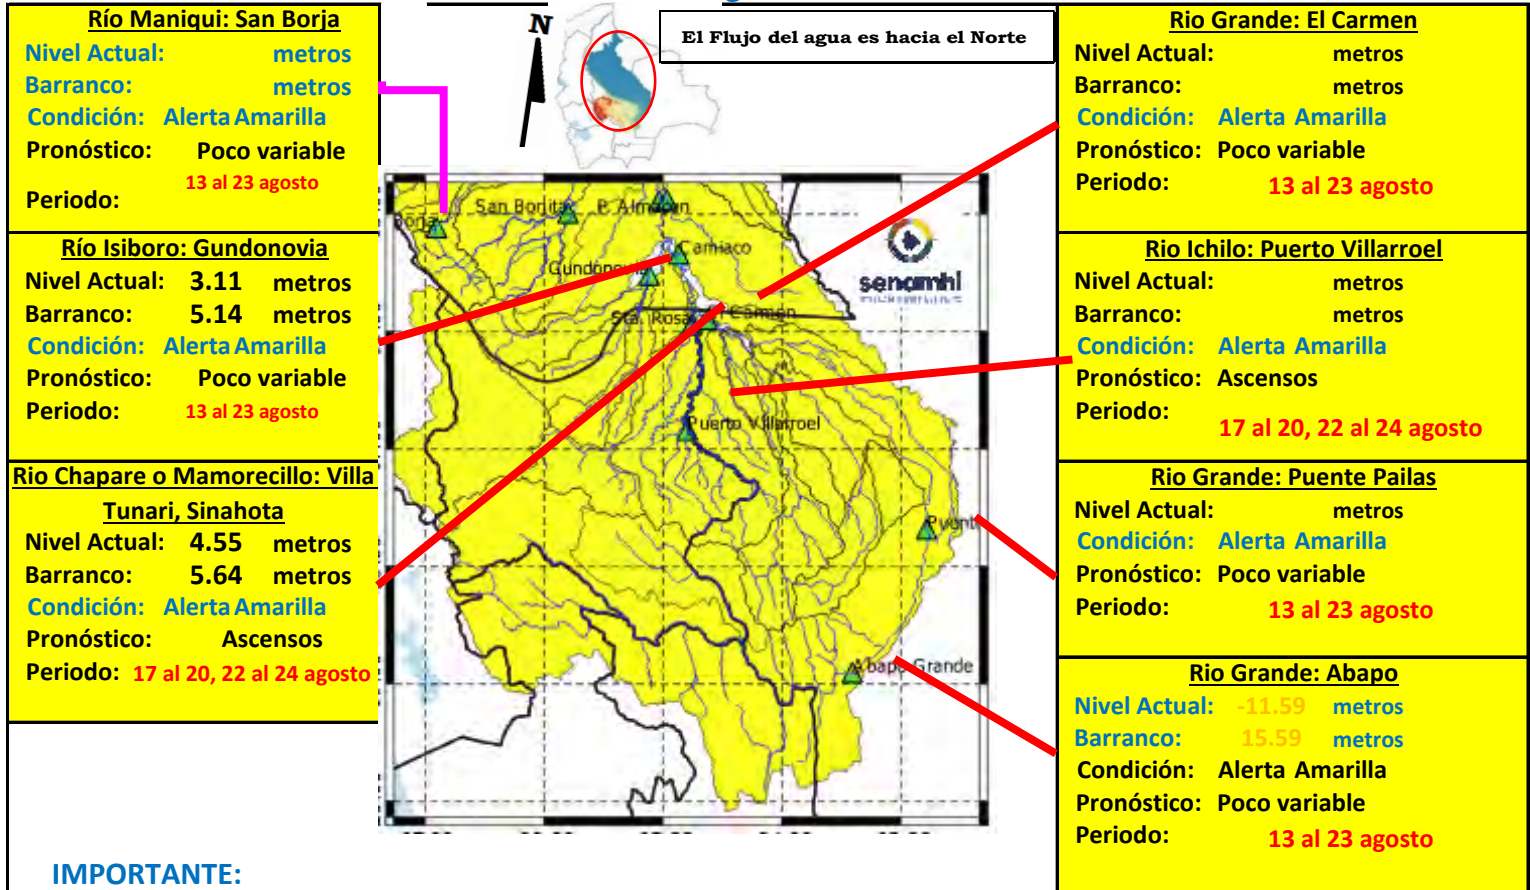 Río Maniqui: San Borja
Nivel Actual: metros
Barranco: metros
Condición: Alerta Amarilla
Pronóstico: Poco variable
13 al 23 agosto
Periodo:
Río Isiboro: Gundonovia
Nivel Actual: 3.11 metros
Barranco: 5.14 metros
Condición: Alerta Amarilla
Pronóstico: Poco variable
Periodo: 13 al 23 agosto
Rio Chapare o Mamorecillo: Villa
Tunari, Sinahota
Nivel Actual: 4.55 metros
Barranco: 5.64 metros
Condición: Alerta Amarilla
Pronóstico: Ascensos
Periodo: 17 al 20, 22 al 24 agosto
IMPORTANTE:
N
El Flujo del agua es hacia el Norte
San Bonita
Camiaco
Gundonovia
Sta. Rosa
Puerto Villarroel
Abapo Grande
senamhi
Rio Grande: El Carmen
Nivel Actual: metros
Barranco: metros
Condición: Alerta Amarilla
Pronóstico: Poco variable
Periodo: 13 al 23 agosto
Rio Ichilo: Puerto Villarroel
Nivel Actual: metros
Barranco: metros
Condición: Alerta Amarilla
Pronóstico: Ascensos
Periodo:
17 al 20, 22 al 24 agosto
Rio Grande: Puente Pailas
Nivel Actual: metros
Condición: Alerta Amarilla
Pronóstico: Poco variable
Periodo: 13 al 23 agosto
Rio Grande: Abapo
Nivel Actual: -11.59 metros
Barranco: 15.59 metros
Condición: Alerta Amarilla
Pronóstico: Poco variable
Periodo: 13 al 23 agosto